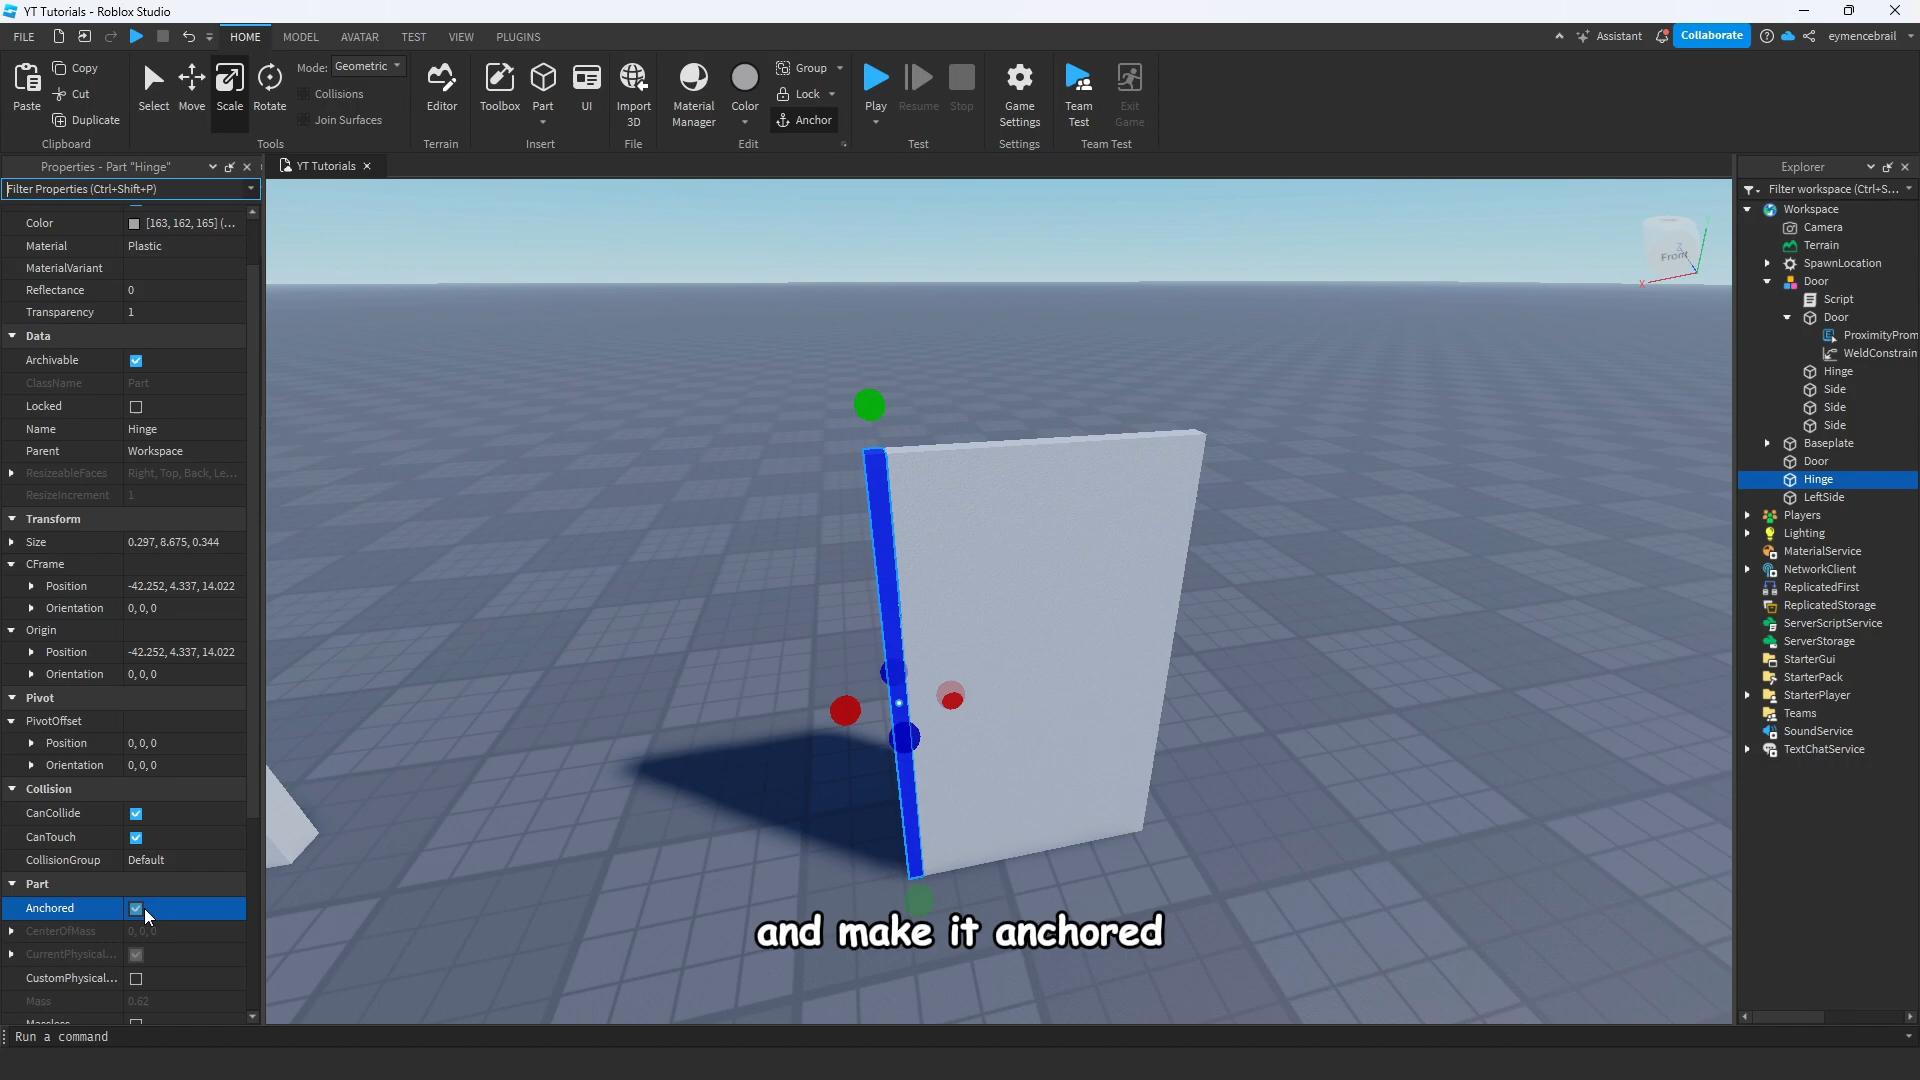 YT Tutorials - Roblox Studio
FILE HOME MODEL AVATAR TEST VIEW PLUGINS Assistant Collaborate eymencebrail
Paste Copy Cut Duplicate Clipboard
Select Move Scale Rotate Mode: Geometric Collisions Join Surfaces Tools
Editor Terrain
Toolbox Part UI Insert
Import 3D File
Material Manager Color Group Lock Anchor Edit
Play Resume Stop Test
Game Settings Settings
Team Test Exit Game Team Test
Properties - Part "Hinge"
Filter Properties (Ctrl+Shift+P)
Color [163, 162, 165] (...
Material Plastic
MaterialVariant
Reflectance 0
Transparency 1
Data
Archivable
ClassName Part
Locked
Name Hinge
Parent Workspace
ResizeableFaces Right, Top, Back, Le...
ResizeIncrement 1
Transform
Size 0.297, 8.675, 0.344
CFrame
Position -42.252, 4.337, 14.022
Orientation 0, 0, 0
Origin
Position -42.252, 4.337, 14.022
Orientation 0, 0, 0
Pivot
PivotOffset
Position 0, 0, 0
Orientation 0, 0, 0
Collision
CanCollide
CanTouch
CollisionGroup Default
Part
Anchored
CenterOfMass 0, 0, 0
CurrentPhysical...
CustomPhysical...
Mass 0.62
Massless
Run a command
YT Tutorials
Front
X
Z
and make it anchored
Explorer
Filter workspace (Ctrl+S...
Workspace
Camera
Terrain
SpawnLocation
Door
Script
Door
ProximityProm
WeldConstrain
Hinge
Side
Side
Side
Baseplate
Door
Hinge
LeftSide
Players
Lighting
MaterialService
NetworkClient
ReplicatedFirst
ReplicatedStorage
ServerScriptService
ServerStorage
StarterGui
StarterPack
StarterPlayer
Teams
SoundService
TextChatService